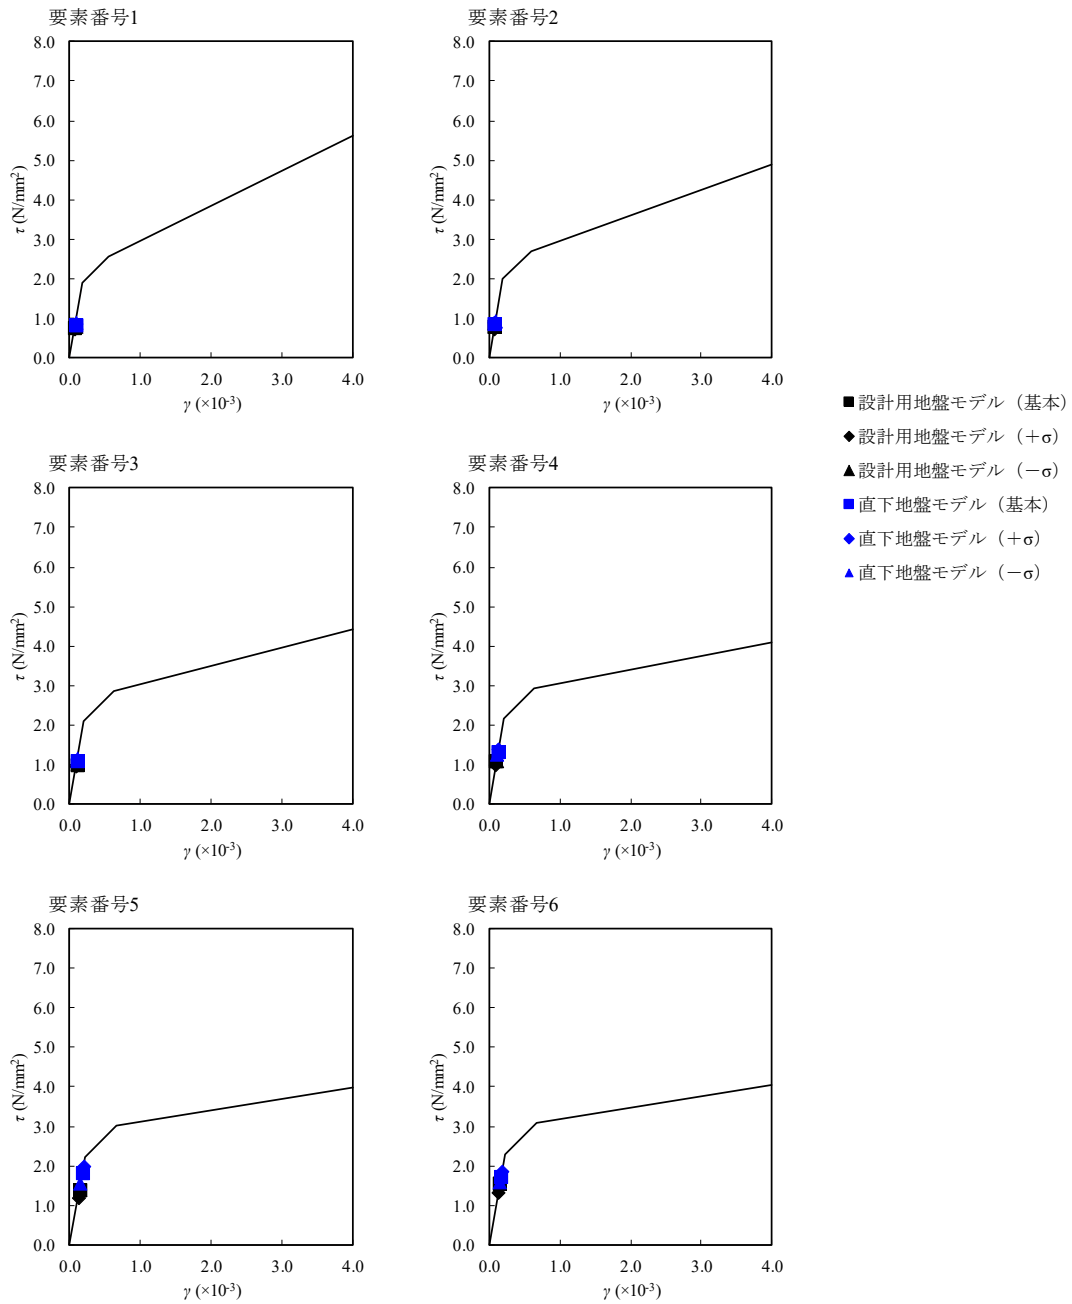 要素番号1
8.0
7.0
6.0
5.0
4.0
3.0
2.0
1.0
0.0
τ (N/mm²)
0.0 1.0 2.0 3.0 4.0
γ (×10⁻³)
要素番号2
8.0
7.0
6.0
5.0
4.0
3.0
2.0
1.0
0.0
τ (N/mm²)
0.0 1.0 2.0 3.0 4.0
γ (×10⁻³)
要素番号3
8.0
7.0
6.0
5.0
4.0
3.0
2.0
1.0
0.0
τ (N/mm²)
0.0 1.0 2.0 3.0 4.0
γ (×10⁻³)
要素番号4
8.0
7.0
6.0
5.0
4.0
3.0
2.0
1.0
0.0
τ (N/mm²)
0.0 1.0 2.0 3.0 4.0
γ (×10⁻³)
要素番号5
8.0
7.0
6.0
5.0
4.0
3.0
2.0
1.0
0.0
τ (N/mm²)
0.0 1.0 2.0 3.0 4.0
γ (×10⁻³)
要素番号6
8.0
7.0
6.0
5.0
4.0
3.0
2.0
1.0
0.0
τ (N/mm²)
0.0 1.0 2.0 3.0 4.0
γ (×10⁻³)
設計用地盤モデル（基本）
設計用地盤モデル（＋σ）
設計用地盤モデル（－σ）
直下地盤モデル（基本）
直下地盤モデル（＋σ）
直下地盤モデル（－σ）